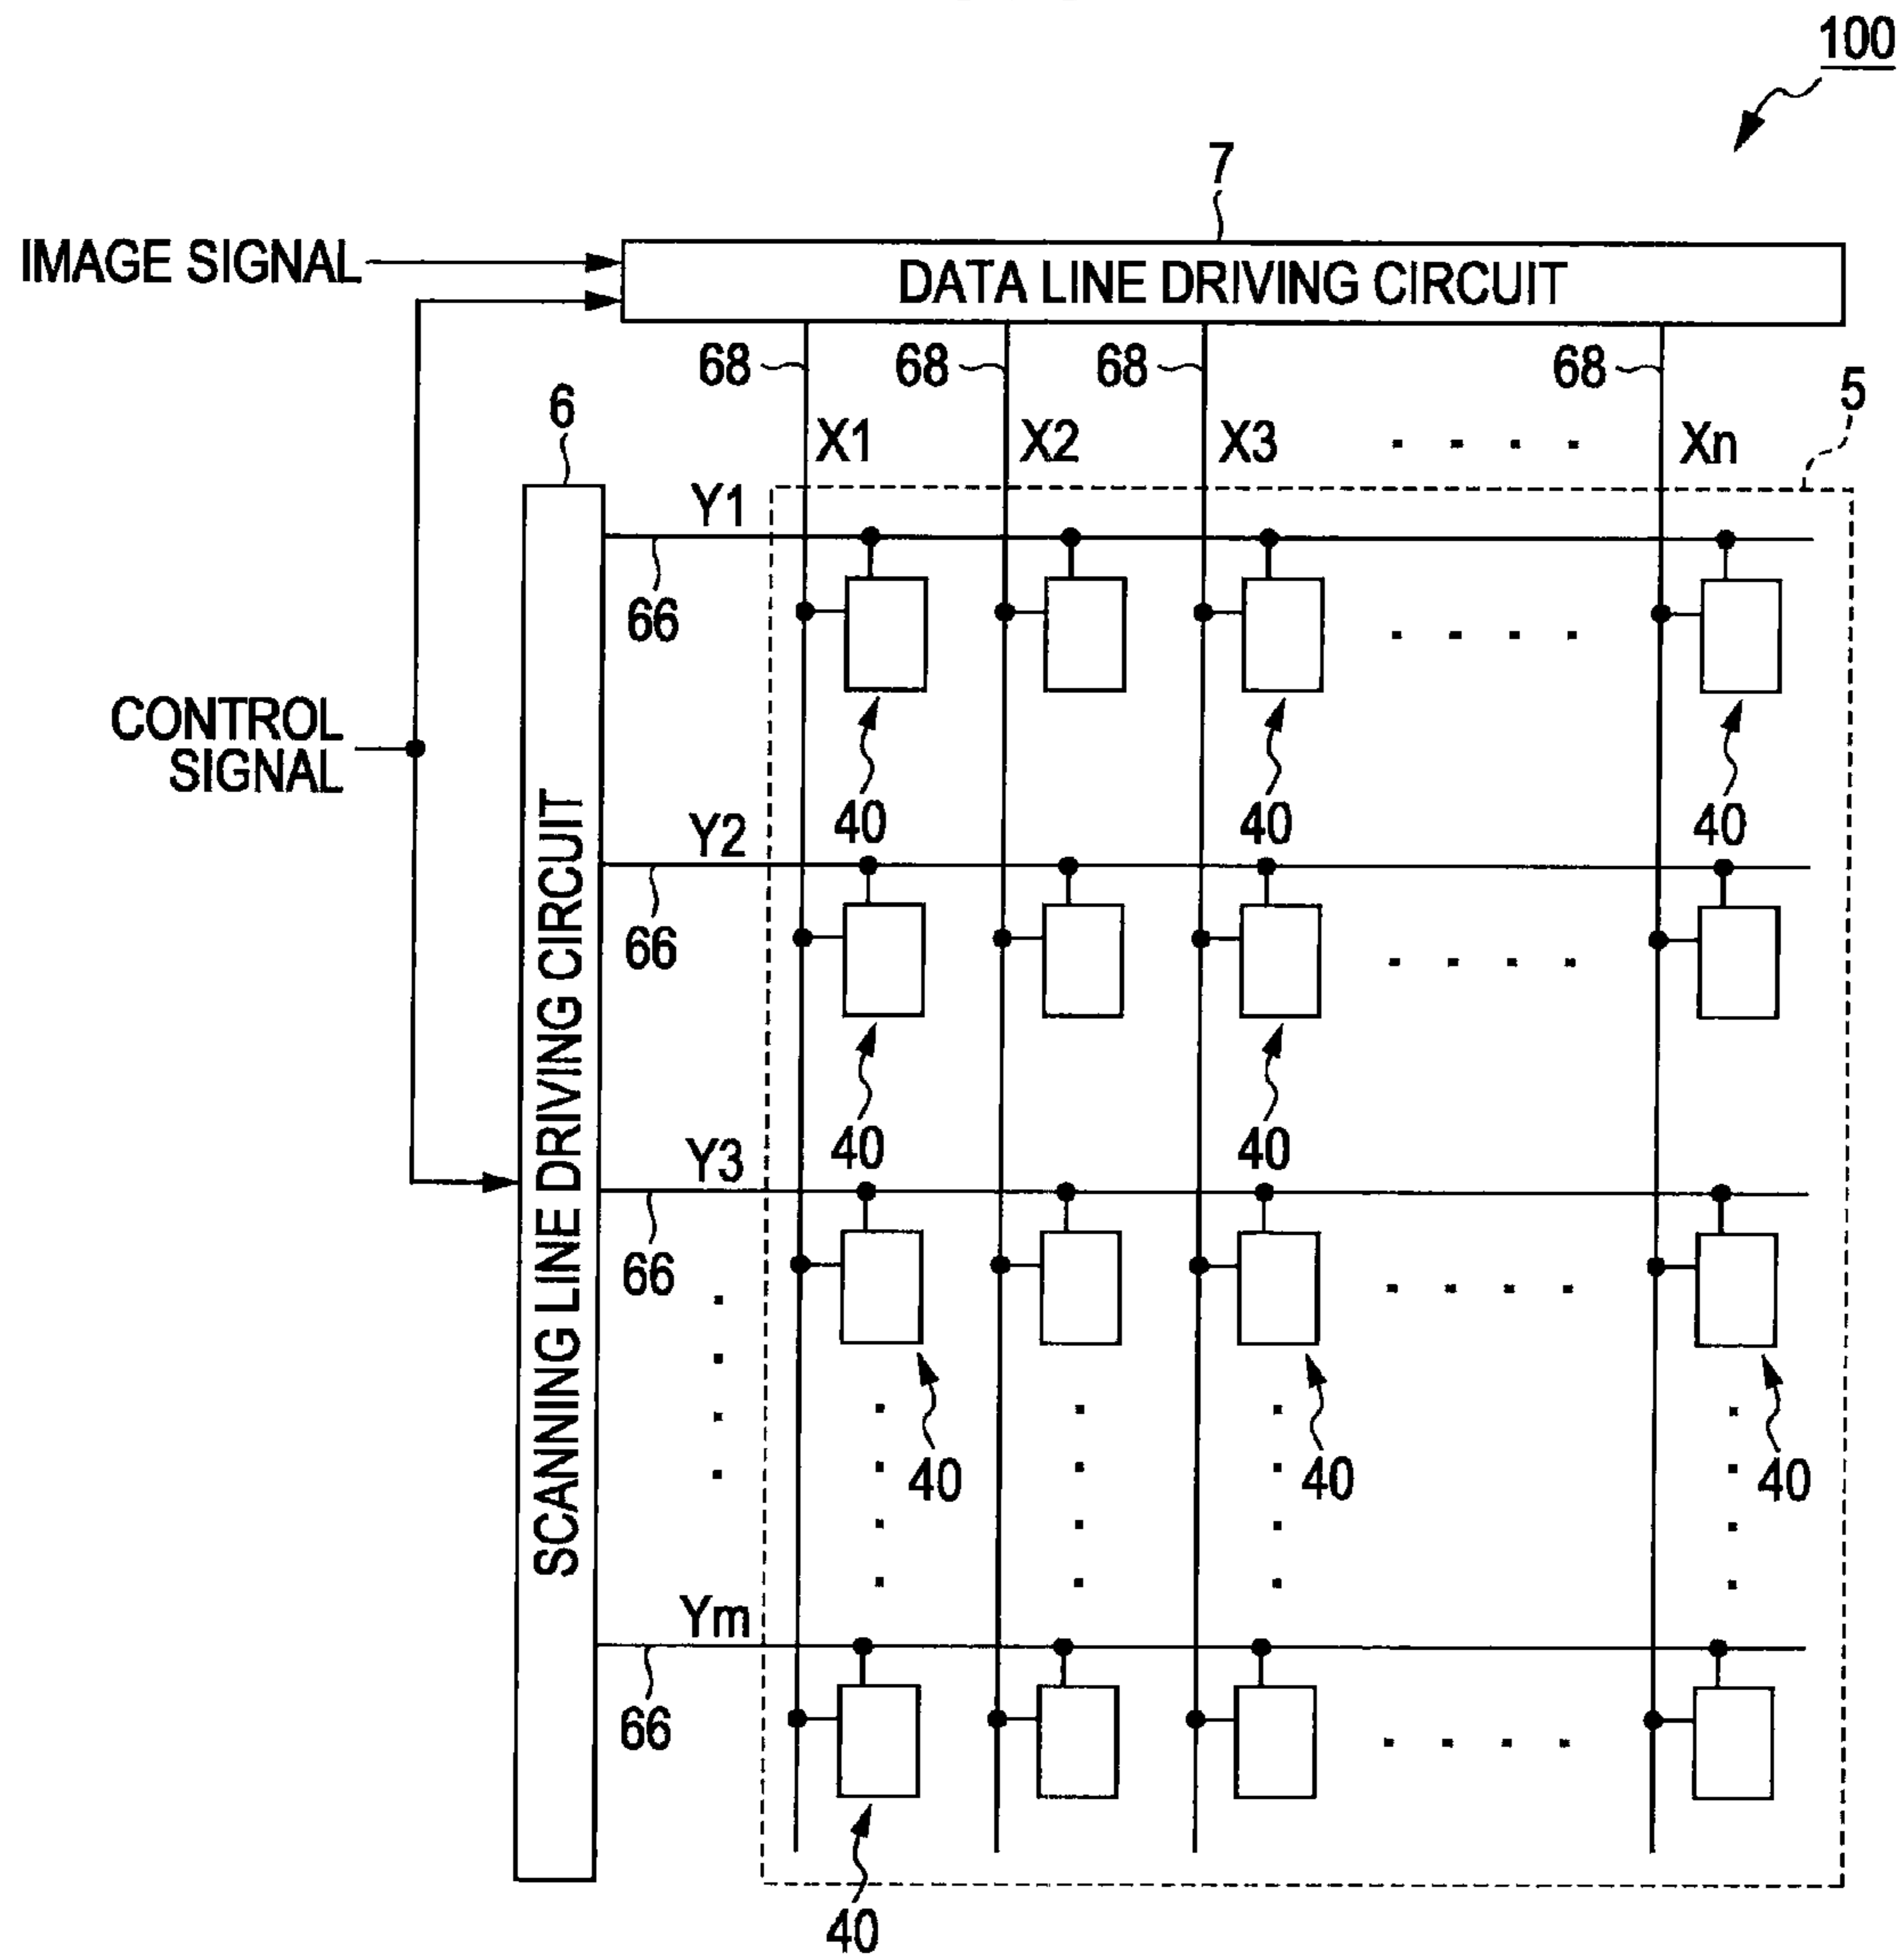 100
7
IMAGE SIGNAL
DATA LINE DRIVING CIRCUIT
68 68 68 68
6
5
X1 X2 X3 . . . . Xn
Y1
66
. . . .
CONTROL
SIGNAL
40 40 40
Y2
66
. . . .
SCANNING LINE DRIVING CIRCUIT
40 40
Y3
66
. . . .
40 40 40
Ym
66
. . . .
40